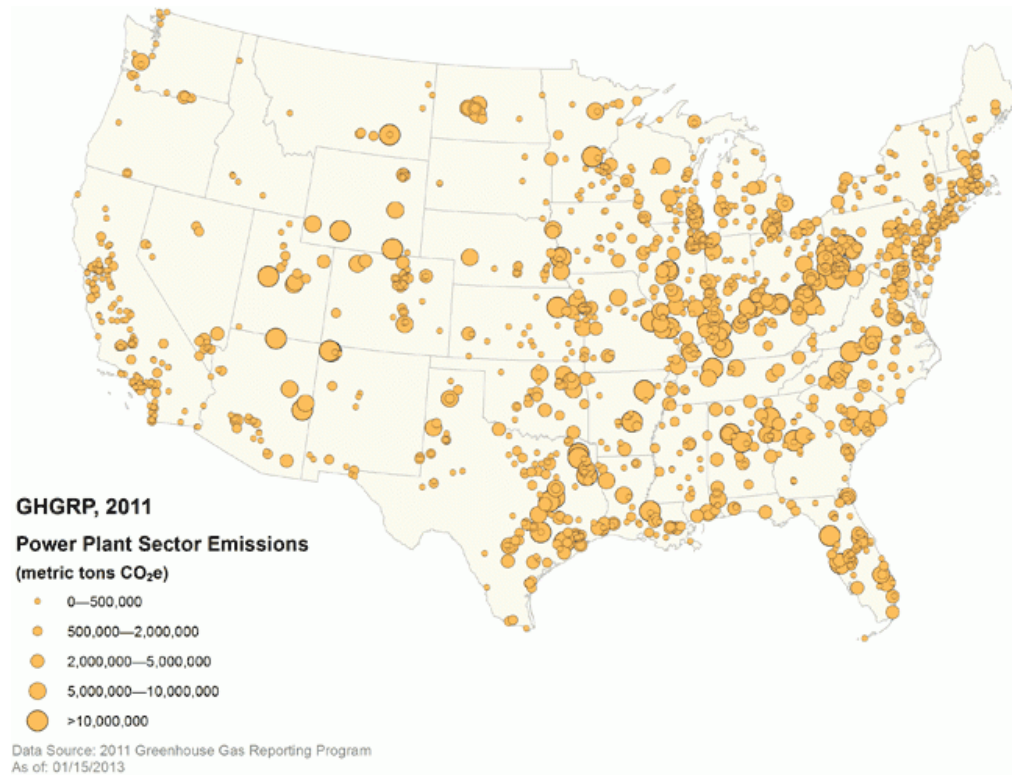 GHGRP, 2011
Power Plant Sector Emissions
(metric tons CO₂e)
0—500,000
500,000—2,000,000
2,000,000—5,000,000
5,000,000—10,000,000
>10,000,000
Data Source: 2011 Greenhouse Gas Reporting Program
As of: 01/15/2013